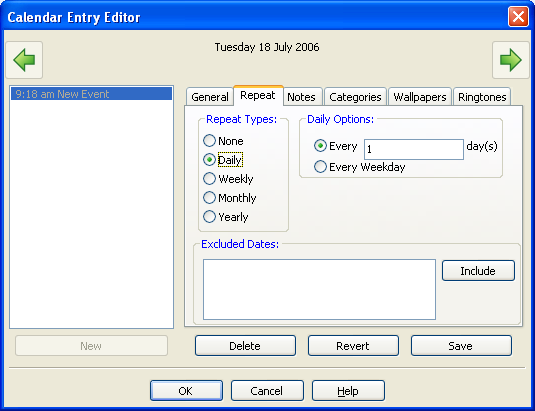 Calendar Entry Editor
Tuesday 18 July 2006
9:18 am New Event
General Repeat Notes Categories Wallpapers Ringtones
Repeat Types:
None
Daily
Weekly
Monthly
Yearly
Daily Options:
Every 1 day(s)
Every Weekday
Excluded Dates:
Include
New Delete Revert Save
OK Cancel Help